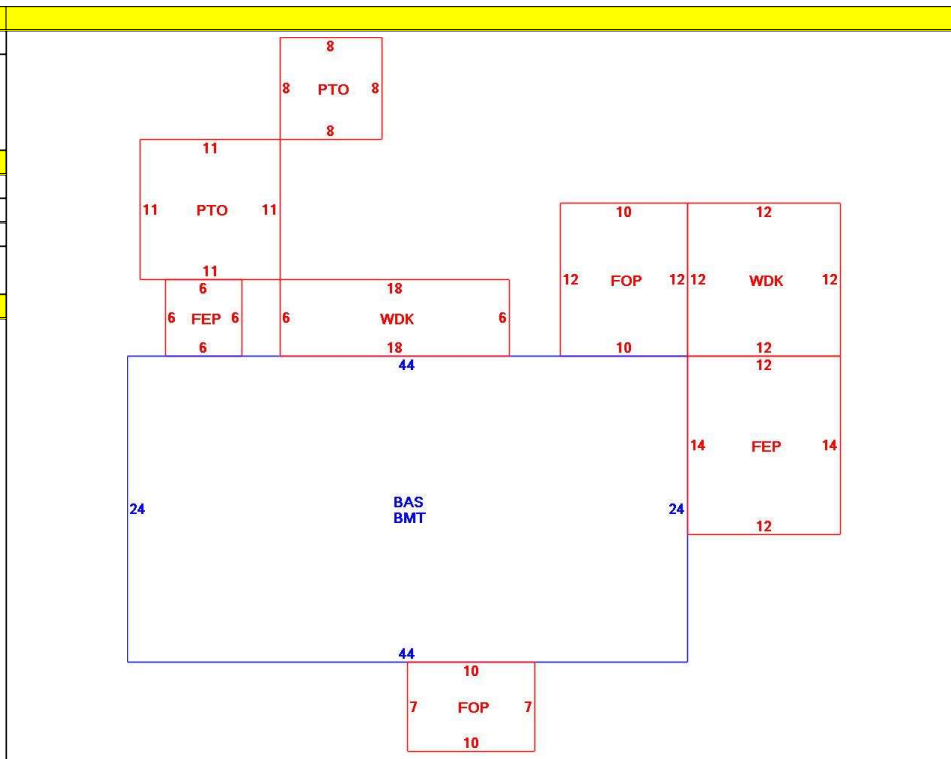 8
8 PTO 8
8
11
11 PTO 11
11
10 12
12 FOP 12 12 WDK 12
10 12
6 18
6 FEP 6 6 WDK 6
6 18
44 12
14 FEP 14
12
24 BAS 24
BMT
44
10
7 FOP 7
10